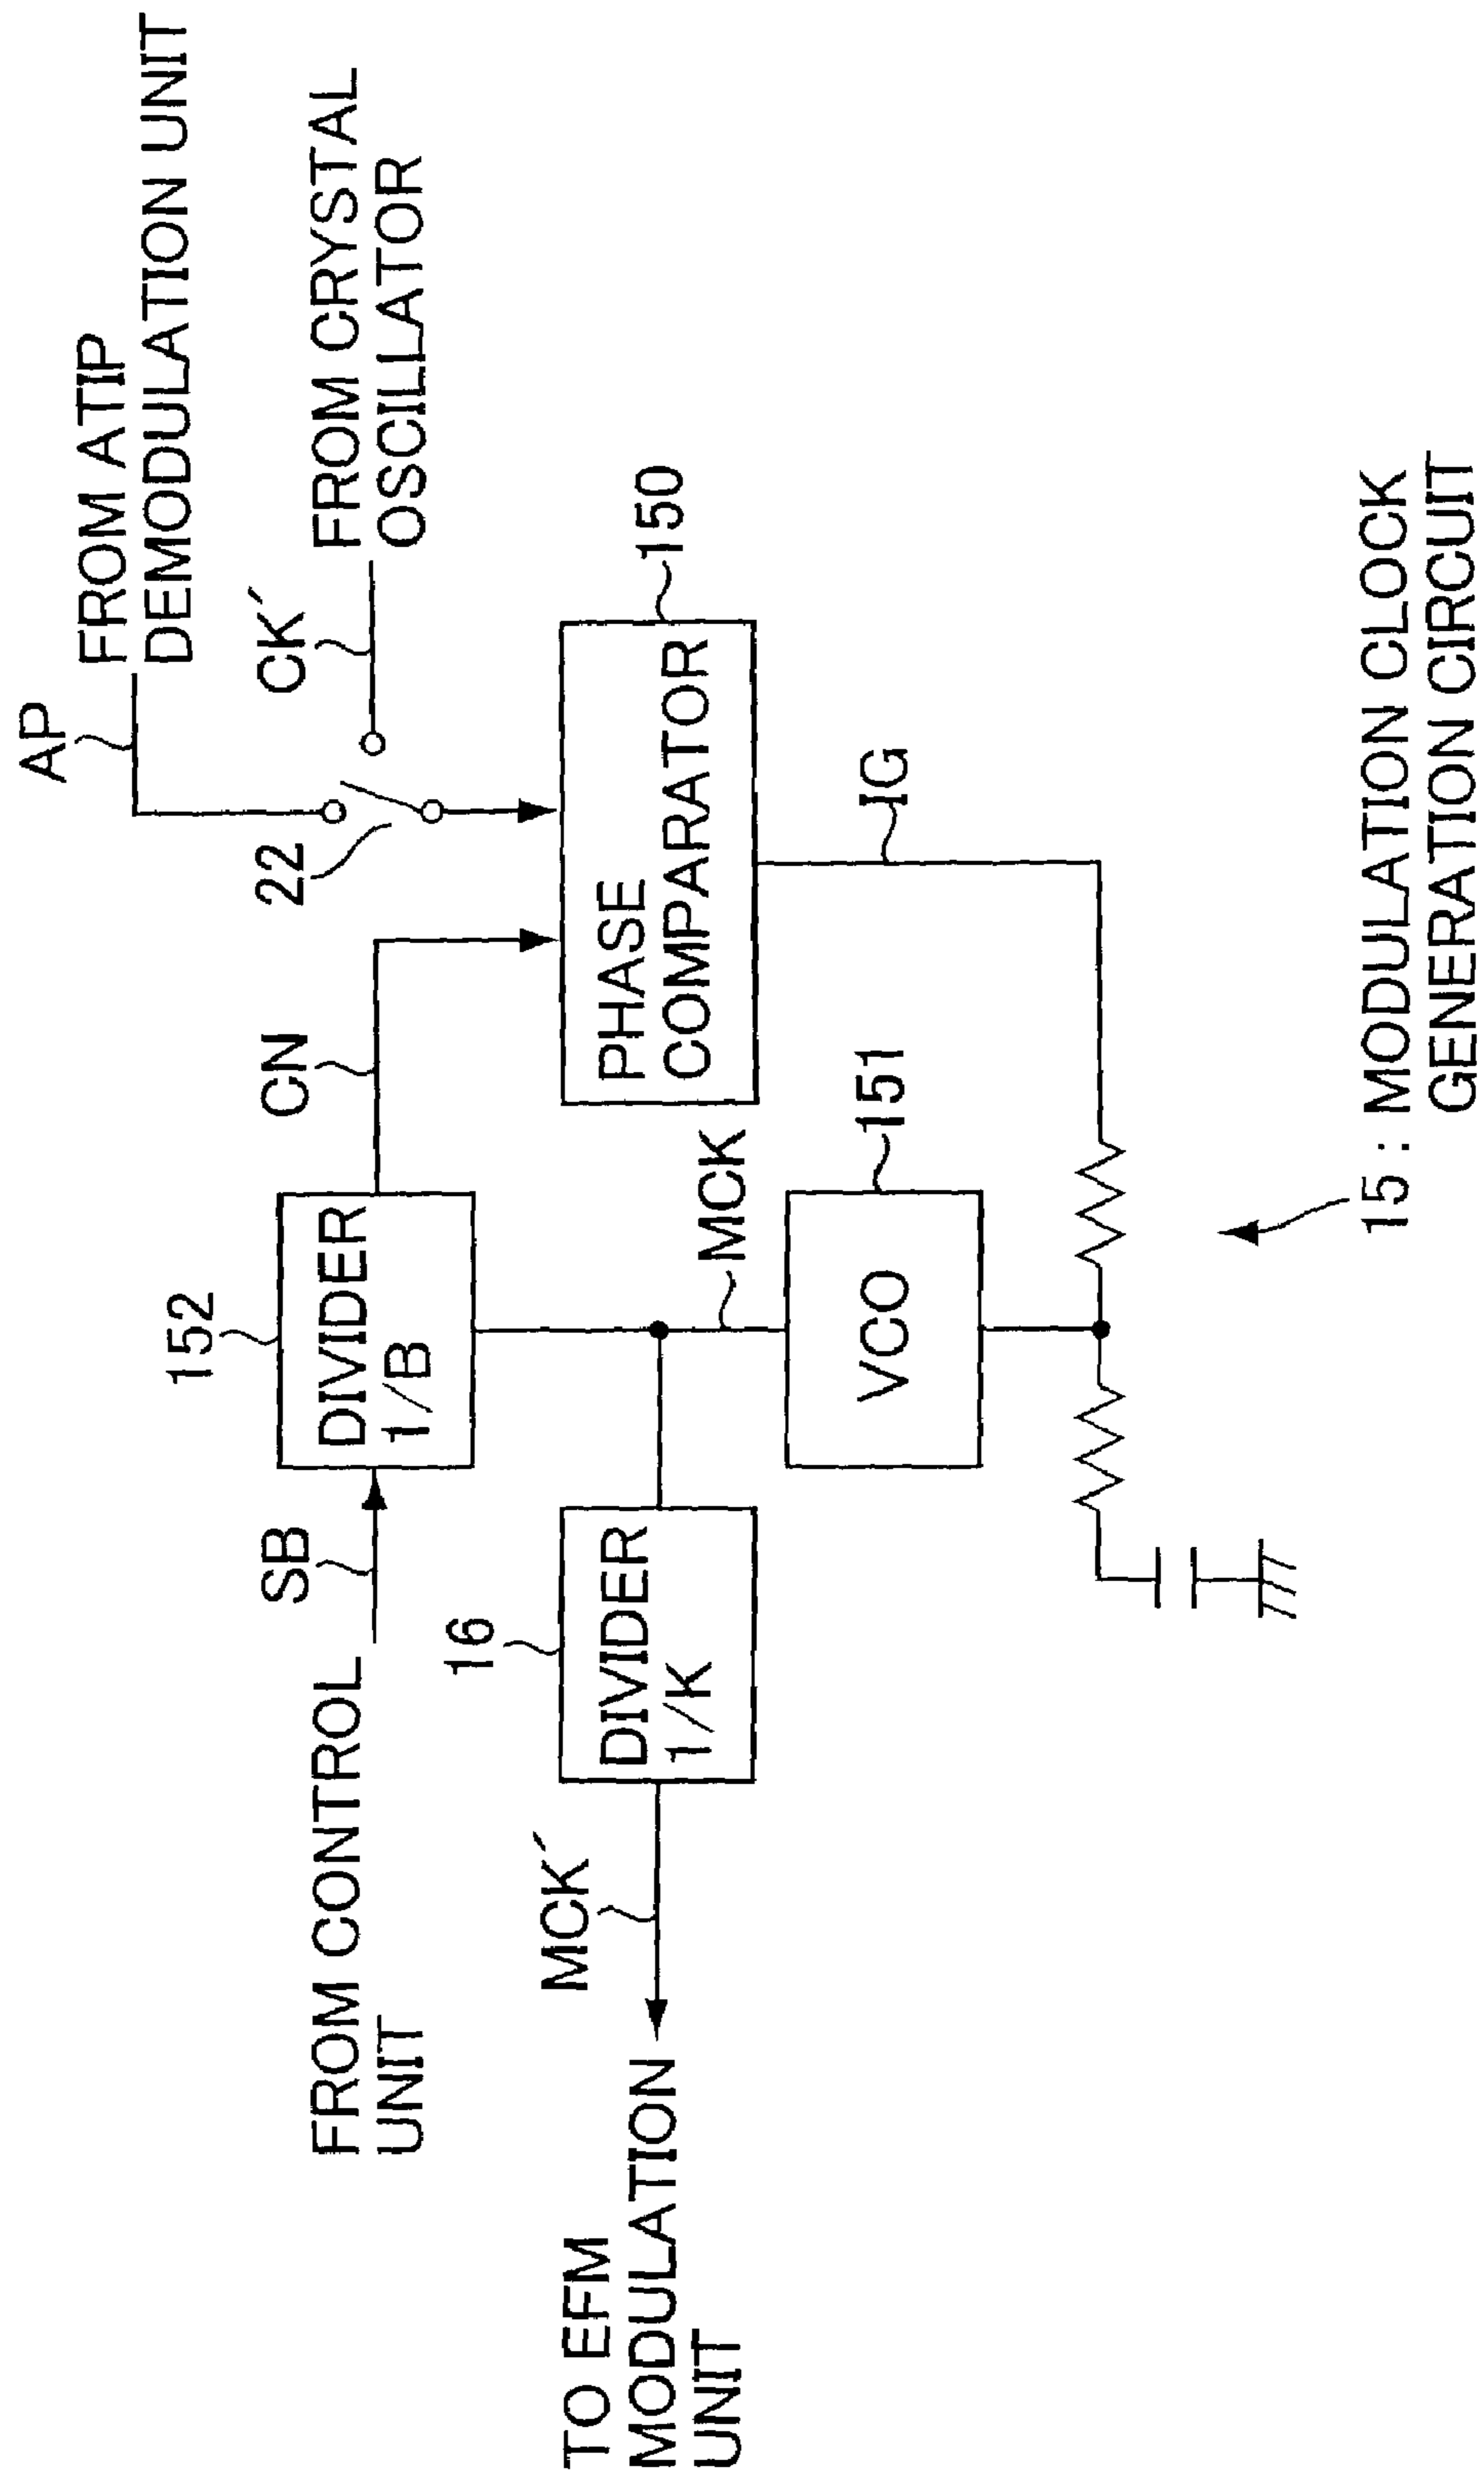 AP
FROM ATIP
DEMODULATION UNIT
22
CK´
FROM CRYSTAL
OSCILLATOR
152
SB
FROM CONTROL
UNIT
DIVIDER
1/B
CN
16
MCK´
TO EFM
MODULATION
UNIT
DIVIDER
1/K
MCK
PHASE
COMPARATOR
150
VCO
151
IG
15 : MODULATION CLOCK
GENERATION CIRCUIT